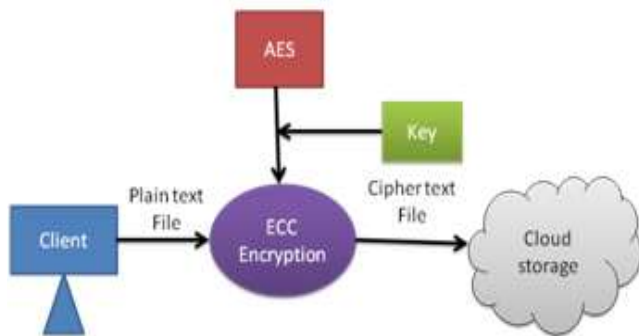 AES
Key
Plain text
File
Cipher text
File
Client
ECC
Encryption
Cloud
storage